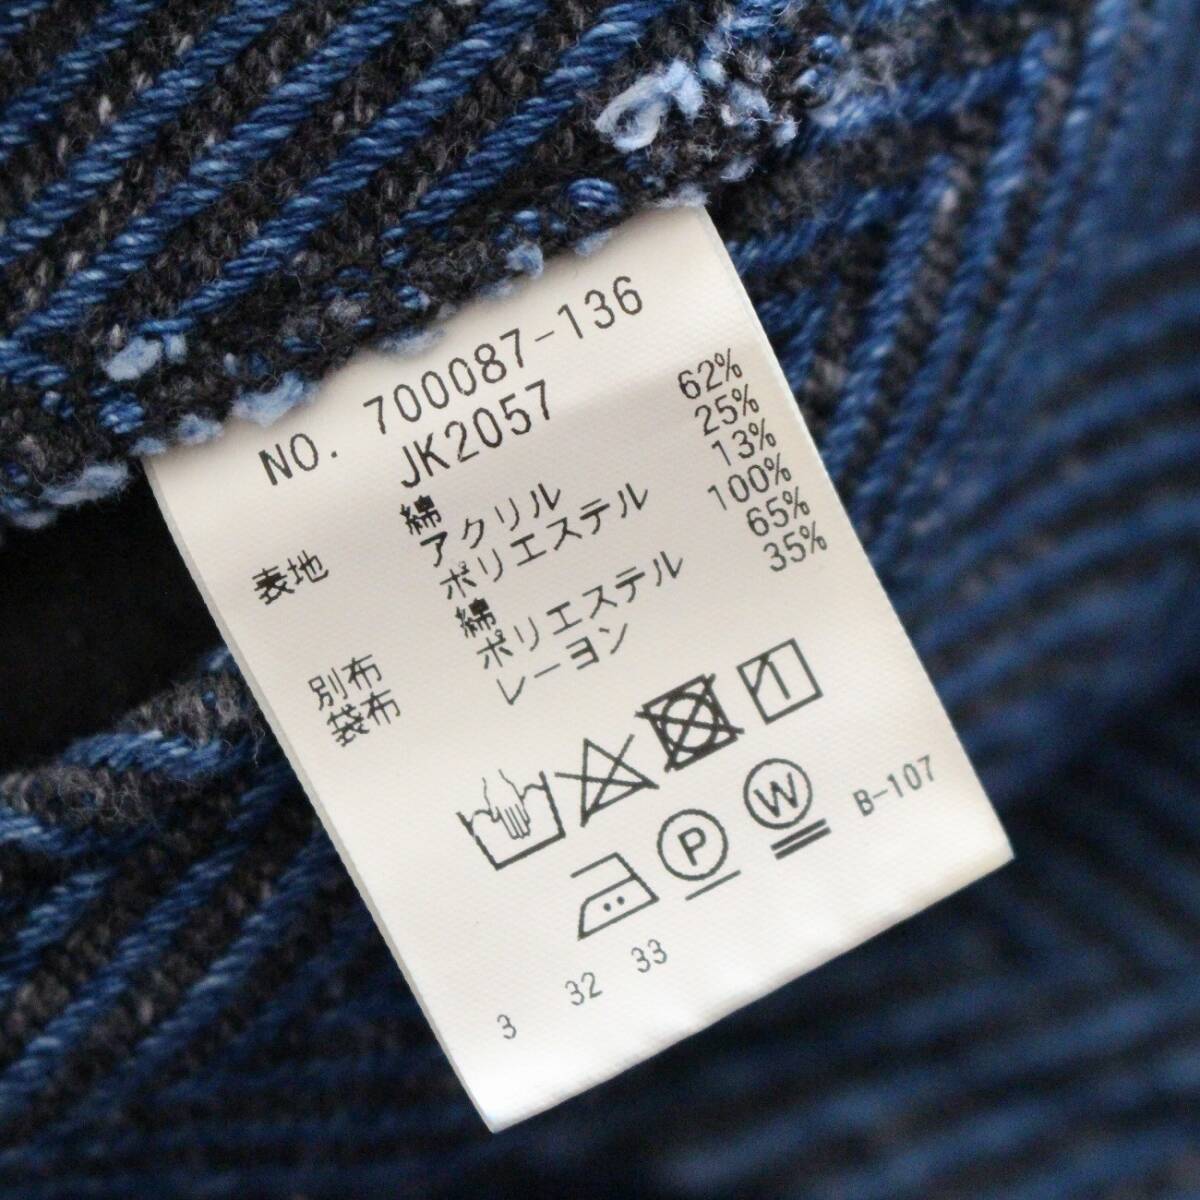 NO. 700087-136
JK2057
表地 綿 62%
アクリル 25%
ポリエステル 13%
別布 綿 100%
袋布 ポリエステル 65%
レーヨン 35%
P
W
B-107
3 32 33